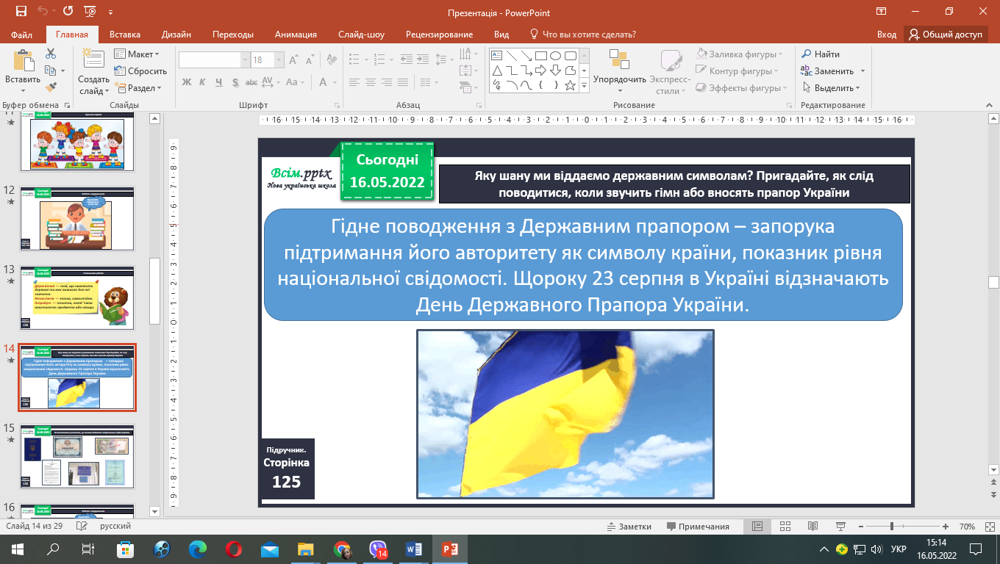 Презентація - PowerPoint
Файл
Главная
Вставка
Дизайн
Переходы
Анимация
Слайд-шоу
Рецензирование
Вид
Что вы хотите сделать?
Вход
Общий доступ
Вставить
Буфер обмена
Создать слайд
Макет
Сбросить
Раздел
Слайды
18
Ж К Ч S abc AV Aa A
Шрифт
Абзац
Упорядочить
Экспресс-стили
Заливка фигуры
Контур фигуры
Эффекты фигуры
Рисование
Найти
Заменить
Выделить
Редактирование
12
13
14
15
16
Всім.pptx
Нова українська школа
Сьогодні
16.05.2022
Яку шану ми віддаємо державним символам? Пригадайте, як слід
поводитися, коли звучить гімн або вносять прапор України
Гідне поводження з Державним прапором – запорука
підтримання його авторитету як символу країни, показник рівня
національної свідомості. Щороку 23 серпня в Україні відзначають
День Державного Прапора України.
Підручник.
Сторінка
125
Слайд 14 из 29
русский
Заметки
Примечания
70%
14
УКР
15:14
16.05.2022